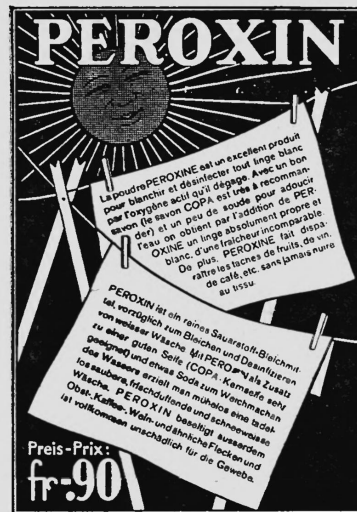 PEROXIN
La poudre PEROXINE est un excellent produit
pour blanchir et désinfecter tout linge blanc
par l'oxygène actif qu'il dégage. Avec un bon
savon (le savon COPA est très à recomman-
der) et un peu de soude pour adoucir
l'eau on obtient par l'addition de PER-
OXINE un linge absolument propre et
blanc, d'une fraîcheur incomparable.
De plus, PEROXINE fait dispa-
raître les taches de fruits, de vin,
de café, etc. sans jamais nuire
au tissu.
PEROXIN ist ein reines Sauerstoff-Bleichmit-
tel, vorzüglich zum Bleichen und Desinfizieren
von weisser Wäsche. Mit PEROXIN als Zusatz
zu einer guten Seife (COPA-Kernseife sehr
geeignet) und etwas Soda zum Weichmachen
des Wassers erzielt man mühelos eine tadel-
los saubere, frischduftende und schneeweisse
Wäsche. PEROXIN beseitigt ausserdem
Obst-, Kaffee-, Wein- und ähnliche Flecken und
ist vollkommen unschädlich für die Gewebe.
Preis-Prix:
fr-.90